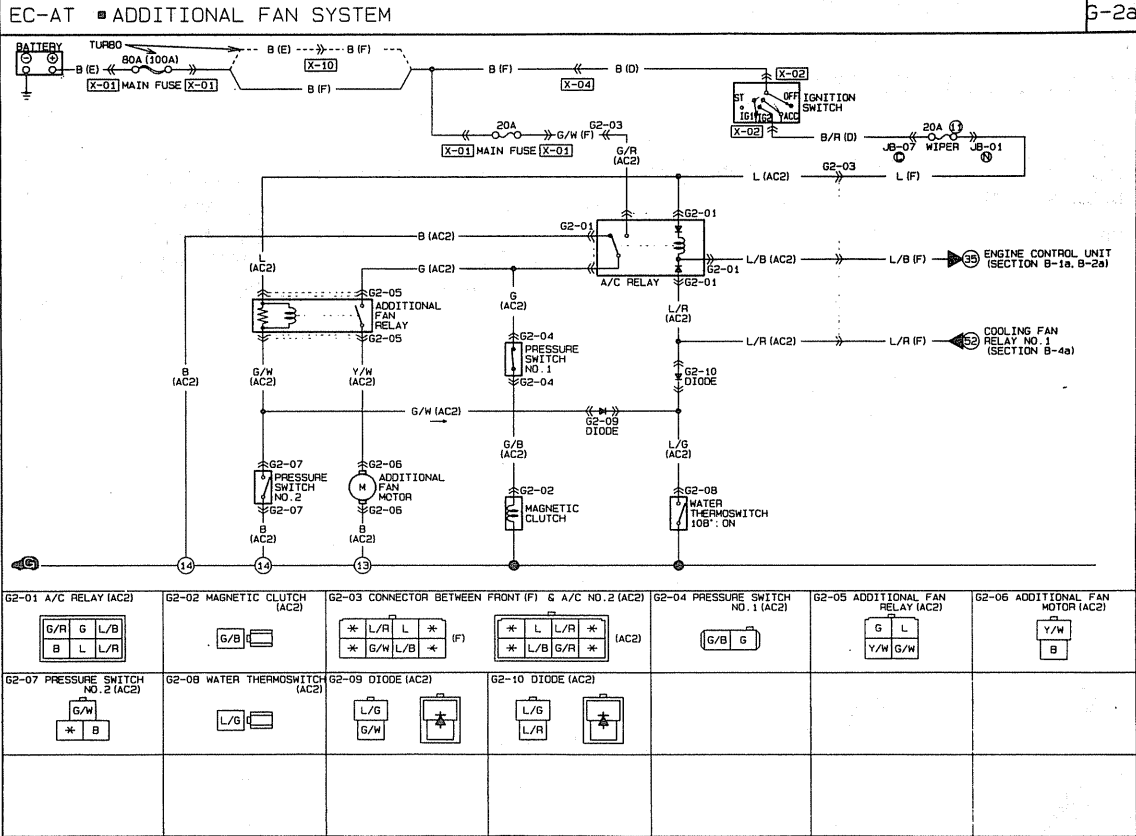 EC-AT ADDITIONAL FAN SYSTEM
G-2a
BATTERY
TURBO
B (E)
B (F)
80A (100A)
B (E)
X-10
B (F)
B (D)
X-02
X-01 MAIN FUSE X-01
B (F)
X-04
ST
OFF
IG1
IG2
ACC
IGNITION
SWITCH
20A
G/W (F)
G2-03
X-02
B/R (D)
20A
11
X-01 MAIN FUSE X-01
JB-07
WIPER
JB-01
C
N
G/R
(AC2)
G2-03
L (AC2)
L (F)
G2-01
G2-01
B (AC2)
L
(AC2)
G (AC2)
G2-01
L/B (AC2)
L/B (F)
35
ENGINE CONTROL UNIT
(SECTION B-1a, B-2a)
A/C RELAY
G2-01
G2-05
ADDITIONAL
FAN
RELAY
G
(AC2)
L/R
(AC2)
G2-05
G2-04
PRESSURE
SWITCH
NO.1
L/R (AC2)
L/R (F)
52
COOLING FAN
RELAY NO.1
(SECTION B-4a)
B
(AC2)
G/W
(AC2)
Y/W
(AC2)
G2-04
G2-10
DIODE
G/W (AC2)
G2-09
DIODE
G/B
(AC2)
L/G
(AC2)
G2-07
PRESSURE
SWITCH
NO.2
G2-07
G2-06
M
ADDITIONAL
FAN
MOTOR
G2-06
G2-02
MAGNETIC
CLUTCH
G2-08
WATER
THERMOSWITCH
108°: ON
B
(AC2)
B
(AC2)
G
14
14
13
G2-01 A/C RELAY (AC2)
G/R G L/B
B L L/R
G2-02 MAGNETIC CLUTCH
(AC2)
G/B
G2-03 CONNECTOR BETWEEN FRONT (F) & A/C NO.2 (AC2)
* L/R L *
* G/W L/B *
(F)
* L L/R *
* L/B G/R *
(AC2)
G2-04 PRESSURE SWITCH
NO.1 (AC2)
G/B G
G2-05 ADDITIONAL FAN
RELAY (AC2)
G L
Y/W G/W
G2-06 ADDITIONAL FAN
MOTOR (AC2)
Y/W
B
G2-07 PRESSURE SWITCH
NO.2 (AC2)
G/W
* B
G2-08 WATER THERMOSWITCH
(AC2)
L/G
G2-09 DIODE (AC2)
L/G
G/W
G2-10 DIODE (AC2)
L/G
L/R